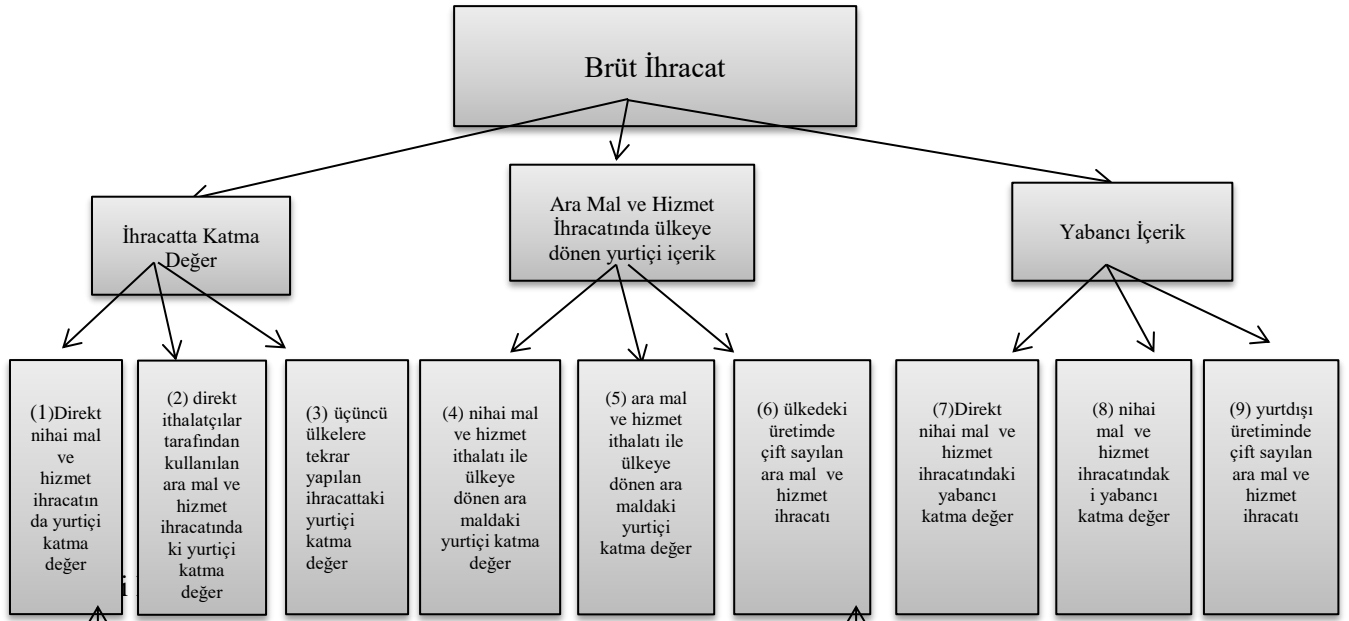 Brüt İhracat
İhracatta Katma
Değer
Ara Mal ve Hizmet
İhracatında ülkeye
dönen yurtiçi içerik
Yabancı İçerik
(1)Direkt
nihai mal
ve
hizmet
ihracatın
da yurtiçi
katma
değer
(2) direkt
ithalatçılar
tarafından
kullanılan
ara mal ve
hizmet
ihracatında
ki yurtiçi
katma
değer
(3) üçüncü
ülkelere
tekrar
yapılan
ihracattaki
yurtiçi
katma
değer
(4) nihai mal
ve hizmet
ithalatı ile
ülkeye
dönen ara
maldaki
yurtiçi katma
değer
(5) ara mal
ve hizmet
ithalatı ile
ülkeye
dönen ara
maldaki
yurtiçi
katma değer
(6) ülkedeki
üretimde
çift sayılan
ara mal ve
hizmet
ihracatı
(7)Direkt
nihai mal ve
hizmet
ihracatındaki
yabancı
katma değer
(8) nihai
mal ve
hizmet
ihracatındak
i yabancı
katma değer
(9) yurtdışı
üretiminde
çift sayılan
ara mal ve
hizmet
ihracatı